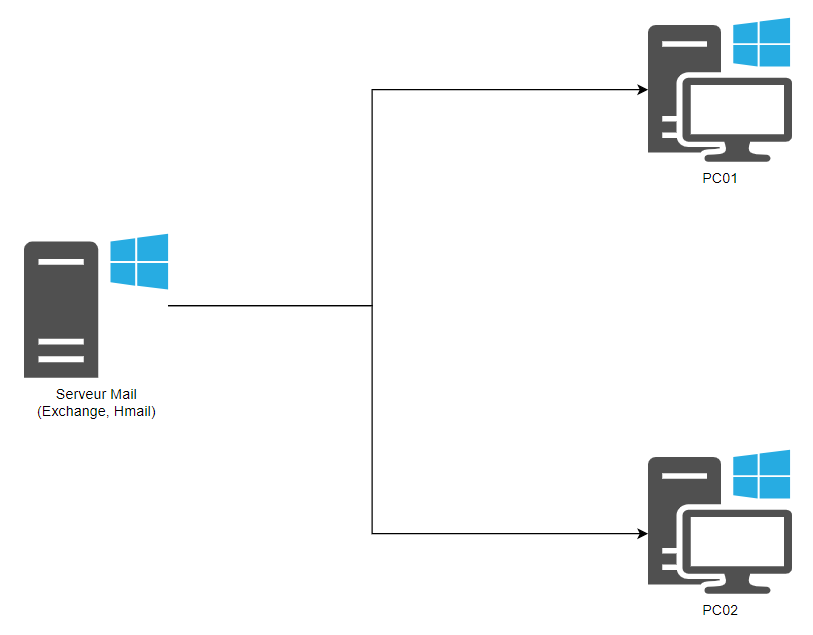 PC01
Serveur Mail
(Exchange, Hmail)
PC02